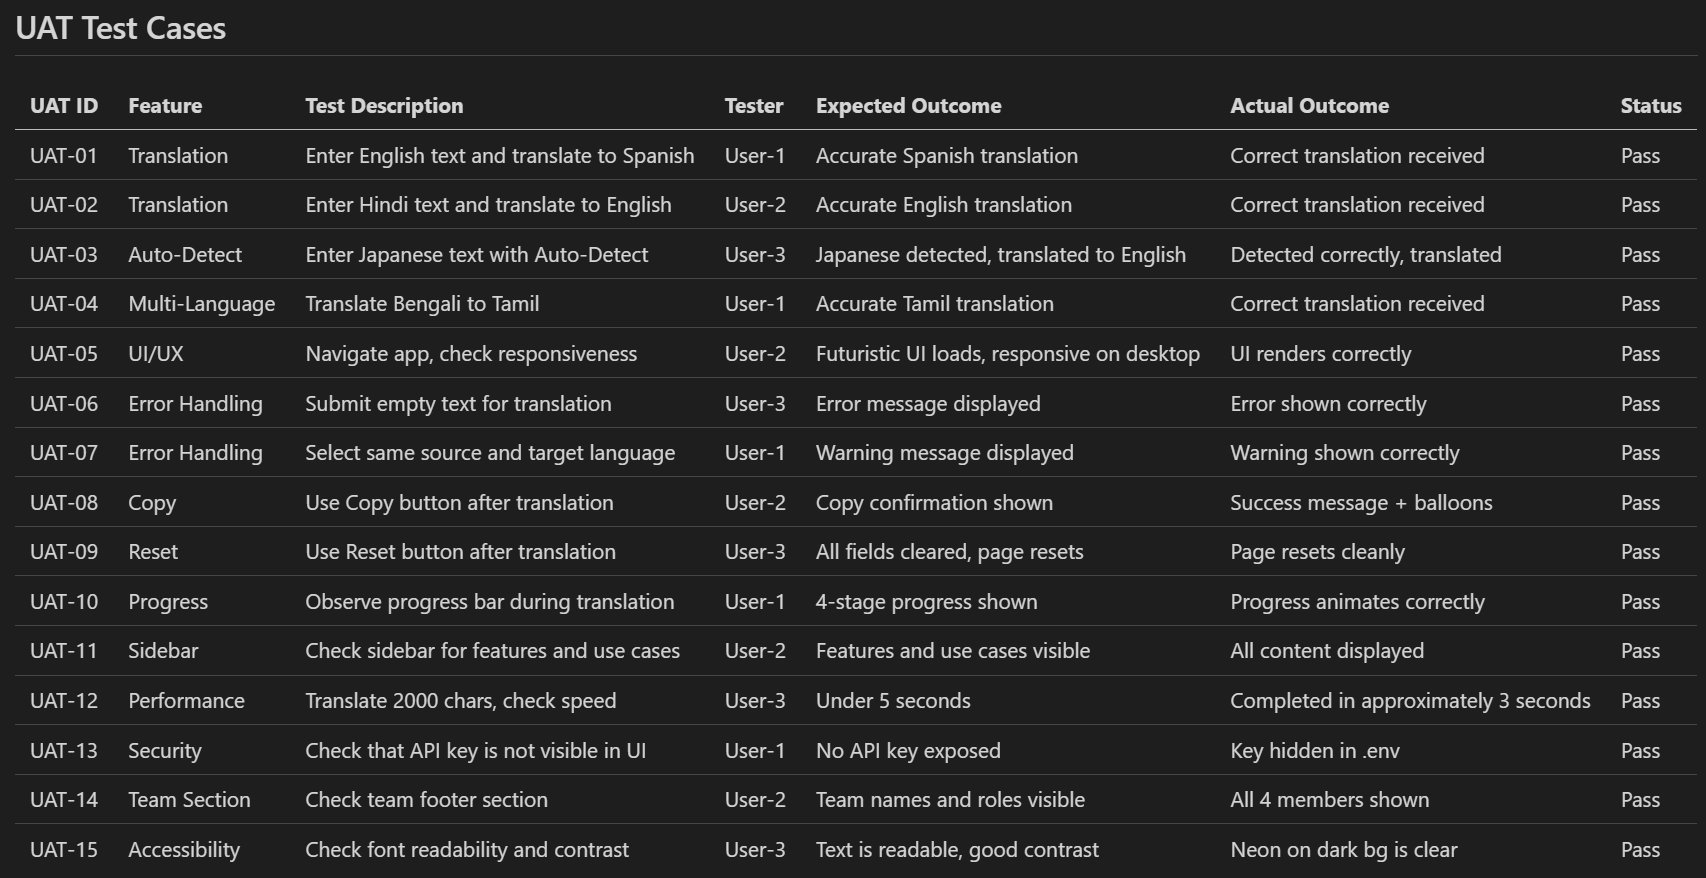 UAT Test Cases
UAT ID Feature Test Description Tester Expected Outcome Actual Outcome Status
UAT-01 Translation Enter English text and translate to Spanish User-1 Accurate Spanish translation Correct translation received Pass
UAT-02 Translation Enter Hindi text and translate to English User-2 Accurate English translation Correct translation received Pass
UAT-03 Auto-Detect Enter Japanese text with Auto-Detect User-3 Japanese detected, translated to English Detected correctly, translated Pass
UAT-04 Multi-Language Translate Bengali to Tamil User-1 Accurate Tamil translation Correct translation received Pass
UAT-05 UI/UX Navigate app, check responsiveness User-2 Futuristic UI loads, responsive on desktop UI renders correctly Pass
UAT-06 Error Handling Submit empty text for translation User-3 Error message displayed Error shown correctly Pass
UAT-07 Error Handling Select same source and target language User-1 Warning message displayed Warning shown correctly Pass
UAT-08 Copy Use Copy button after translation User-2 Copy confirmation shown Success message + balloons Pass
UAT-09 Reset Use Reset button after translation User-3 All fields cleared, page resets Page resets cleanly Pass
UAT-10 Progress Observe progress bar during translation User-1 4-stage progress shown Progress animates correctly Pass
UAT-11 Sidebar Check sidebar for features and use cases User-2 Features and use cases visible All content displayed Pass
UAT-12 Performance Translate 2000 chars, check speed User-3 Under 5 seconds Completed in approximately 3 seconds Pass
UAT-13 Security Check that API key is not visible in UI User-1 No API key exposed Key hidden in .env Pass
UAT-14 Team Section Check team footer section User-2 Team names and roles visible All 4 members shown Pass
UAT-15 Accessibility Check font readability and contrast User-3 Text is readable, good contrast Neon on dark bg is clear Pass